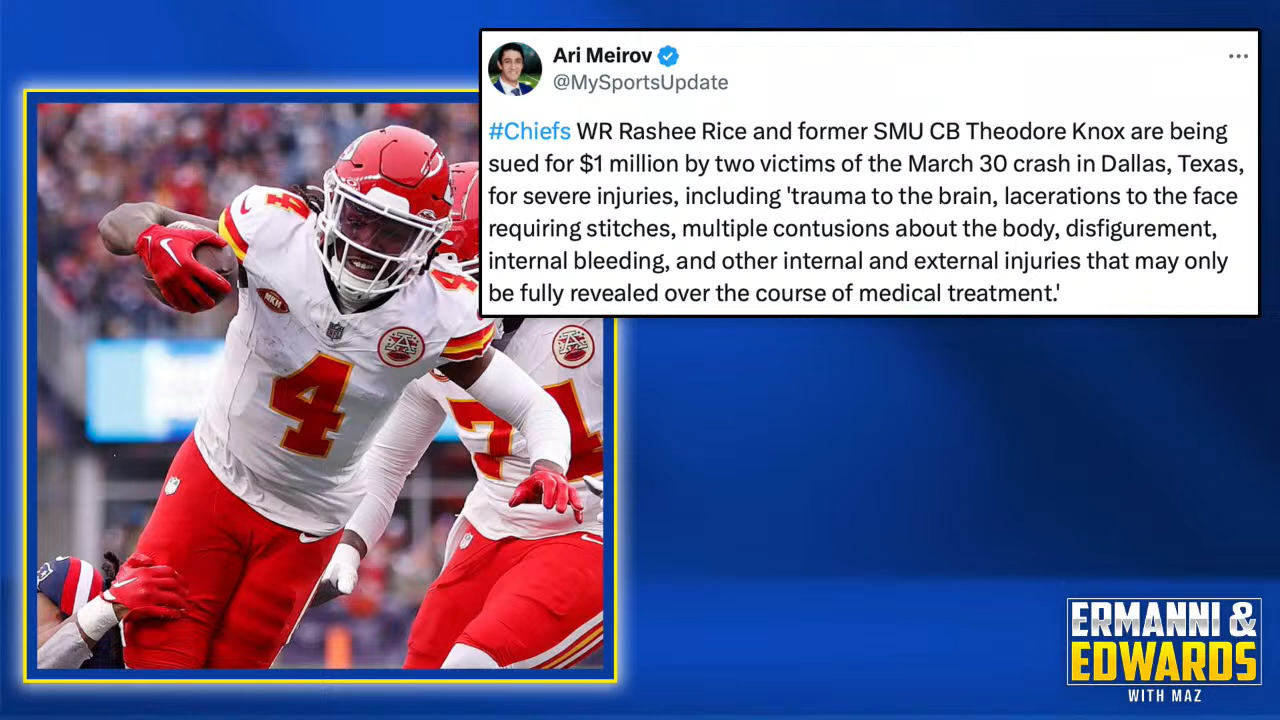 Ari Meirov
@MySportsUpdate
#Chiefs WR Rashee Rice and former SMU CB Theodore Knox are being
sued for $1 million by two victims of the March 30 crash in Dallas, Texas,
for severe injuries, including 'trauma to the brain, lacerations to the face
requiring stitches, multiple contusions about the body, disfigurement,
internal bleeding, and other internal and external injuries that may only
be fully revealed over the course of medical treatment.'
4
4
NKH
NFL
4
7
ERMANNI &
EDWARDS
WITH MAZ